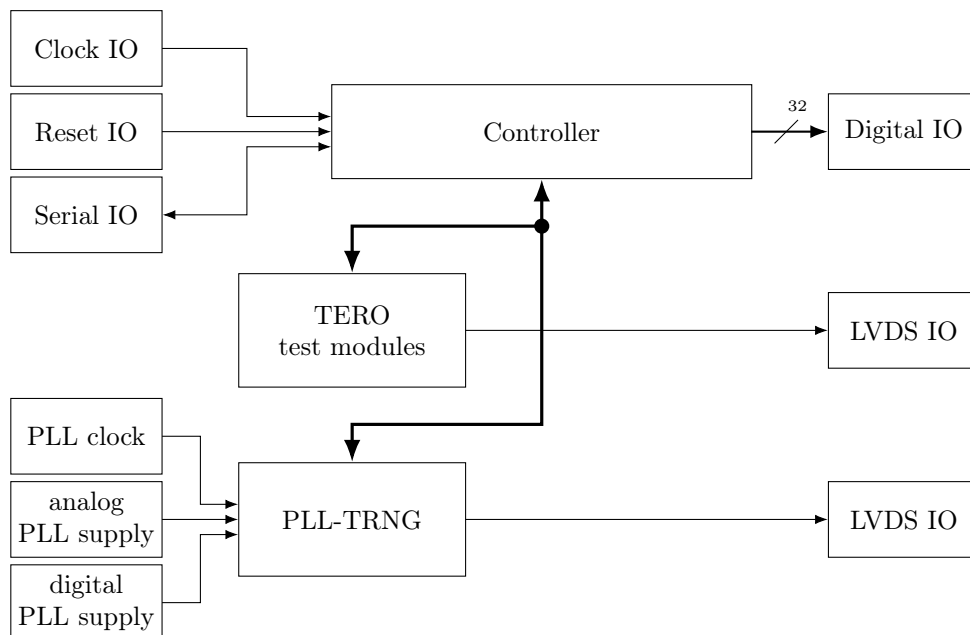 Clock IO
Reset IO
Serial IO
Controller
32
Digital IO
TERO
test modules
LVDS IO
PLL clock
analog
PLL supply
digital
PLL supply
PLL-TRNG
LVDS IO